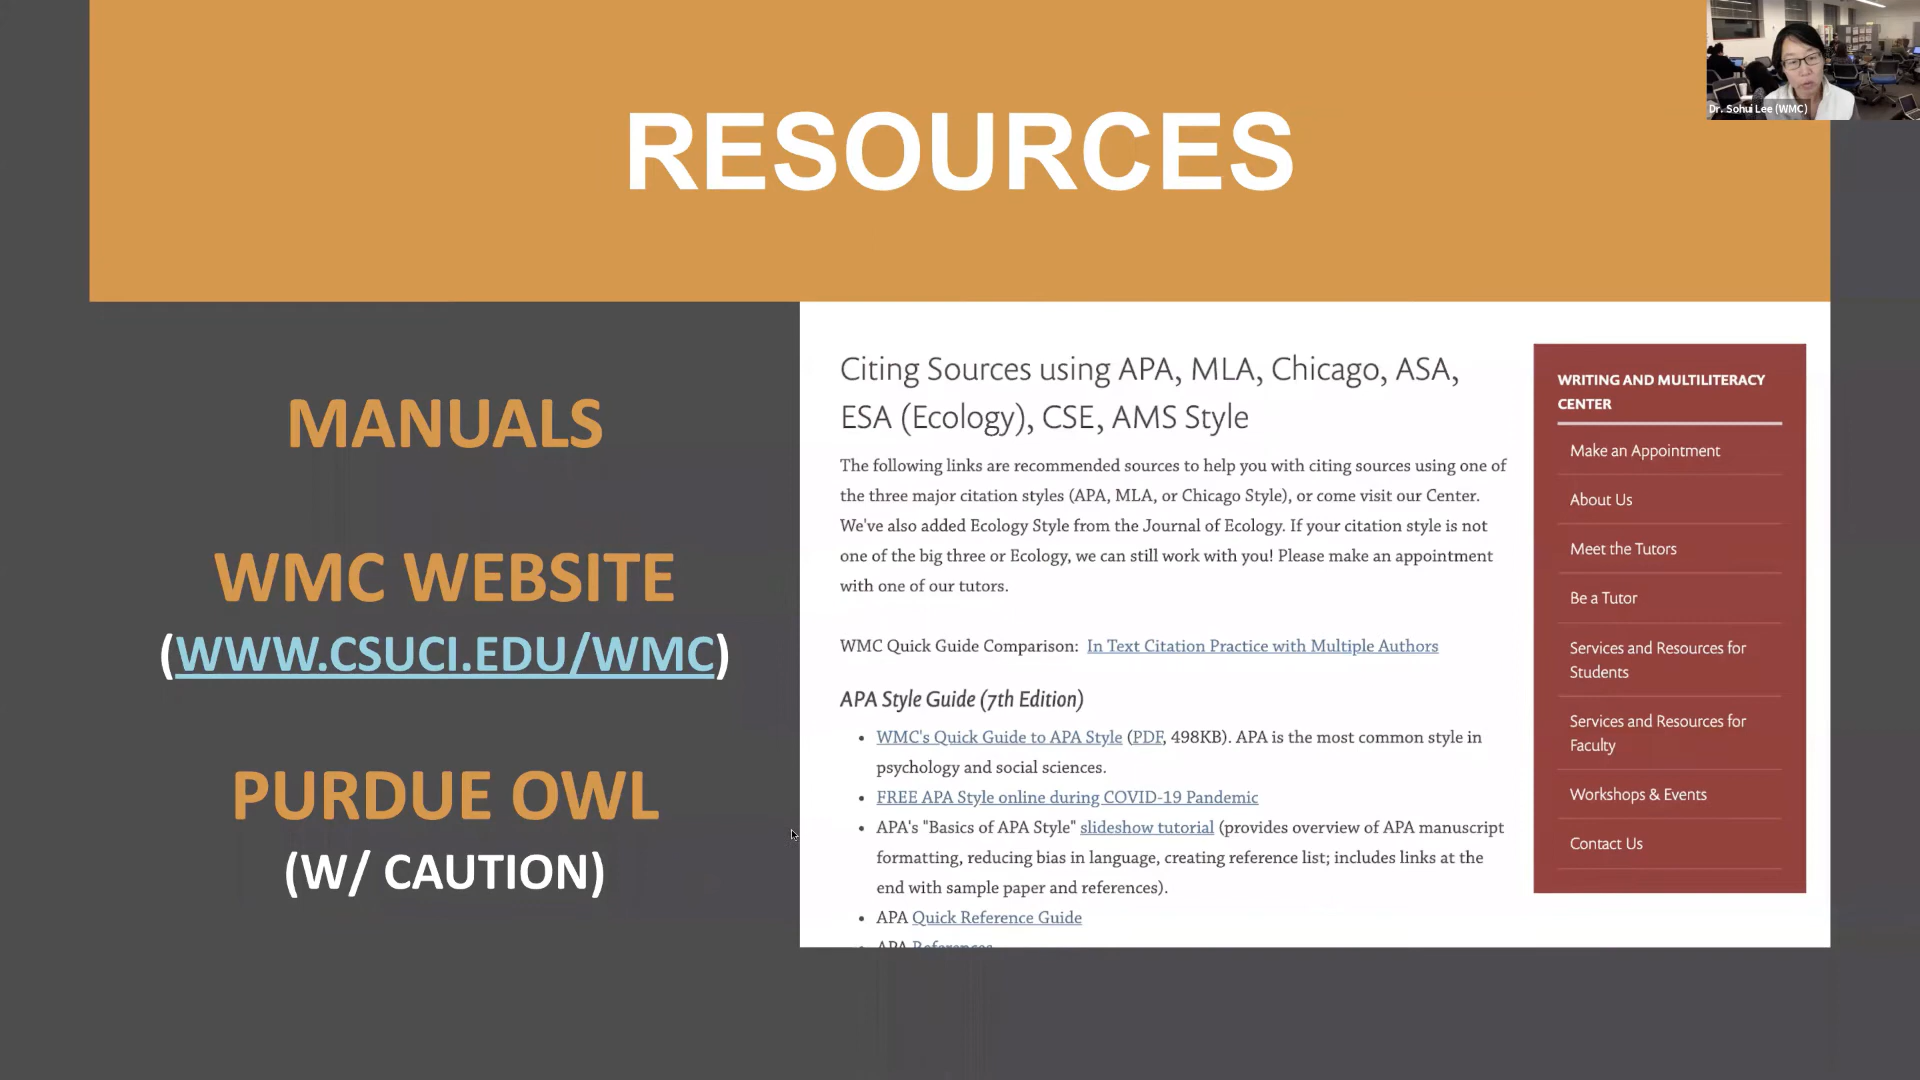 RESOURCES
Dr. Sohui Lee (WMC)
MANUALS
WMC WEBSITE
(WWW.CSUCI.EDU/WMC)
PURDUE OWL
(W/ CAUTION)
Citing Sources using APA, MLA, Chicago, ASA,
ESA (Ecology), CSE, AMS Style
The following links are recommended sources to help you with citing sources using one of
the three major citation styles (APA, MLA, or Chicago Style), or come visit our Center.
We've also added Ecology Style from the Journal of Ecology. If your citation style is not
one of the big three or Ecology, we can still work with you! Please make an appointment
with one of our tutors.
WMC Quick Guide Comparison: In Text Citation Practice with Multiple Authors
APA Style Guide (7th Edition)
• WMC's Quick Guide to APA Style (PDF, 498KB). APA is the most common style in
psychology and social sciences.
• FREE APA Style online during COVID-19 Pandemic
• APA's "Basics of APA Style" slideshow tutorial (provides overview of APA manuscript
formatting, reducing bias in language, creating reference list; includes links at the
end with sample paper and references).
• APA Quick Reference Guide
• APA References
WRITING AND MULTILITERACY
CENTER
Make an Appointment
About Us
Meet the Tutors
Be a Tutor
Services and Resources for
Students
Services and Resources for
Faculty
Workshops & Events
Contact Us